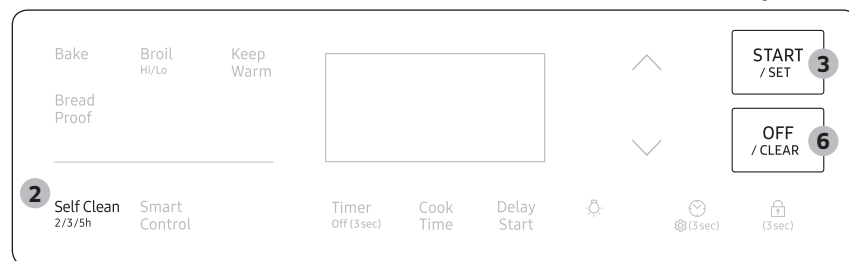 Bake Broil Keep
Hi/Lo Warm
Bread
Proof
START
/ SET
3
OFF
/ CLEAR
6
2
Self Clean
2/3/5h
Smart
Control
Timer
Off (3 sec)
Cook
Time
Delay
Start
(3 sec)
(3 sec)